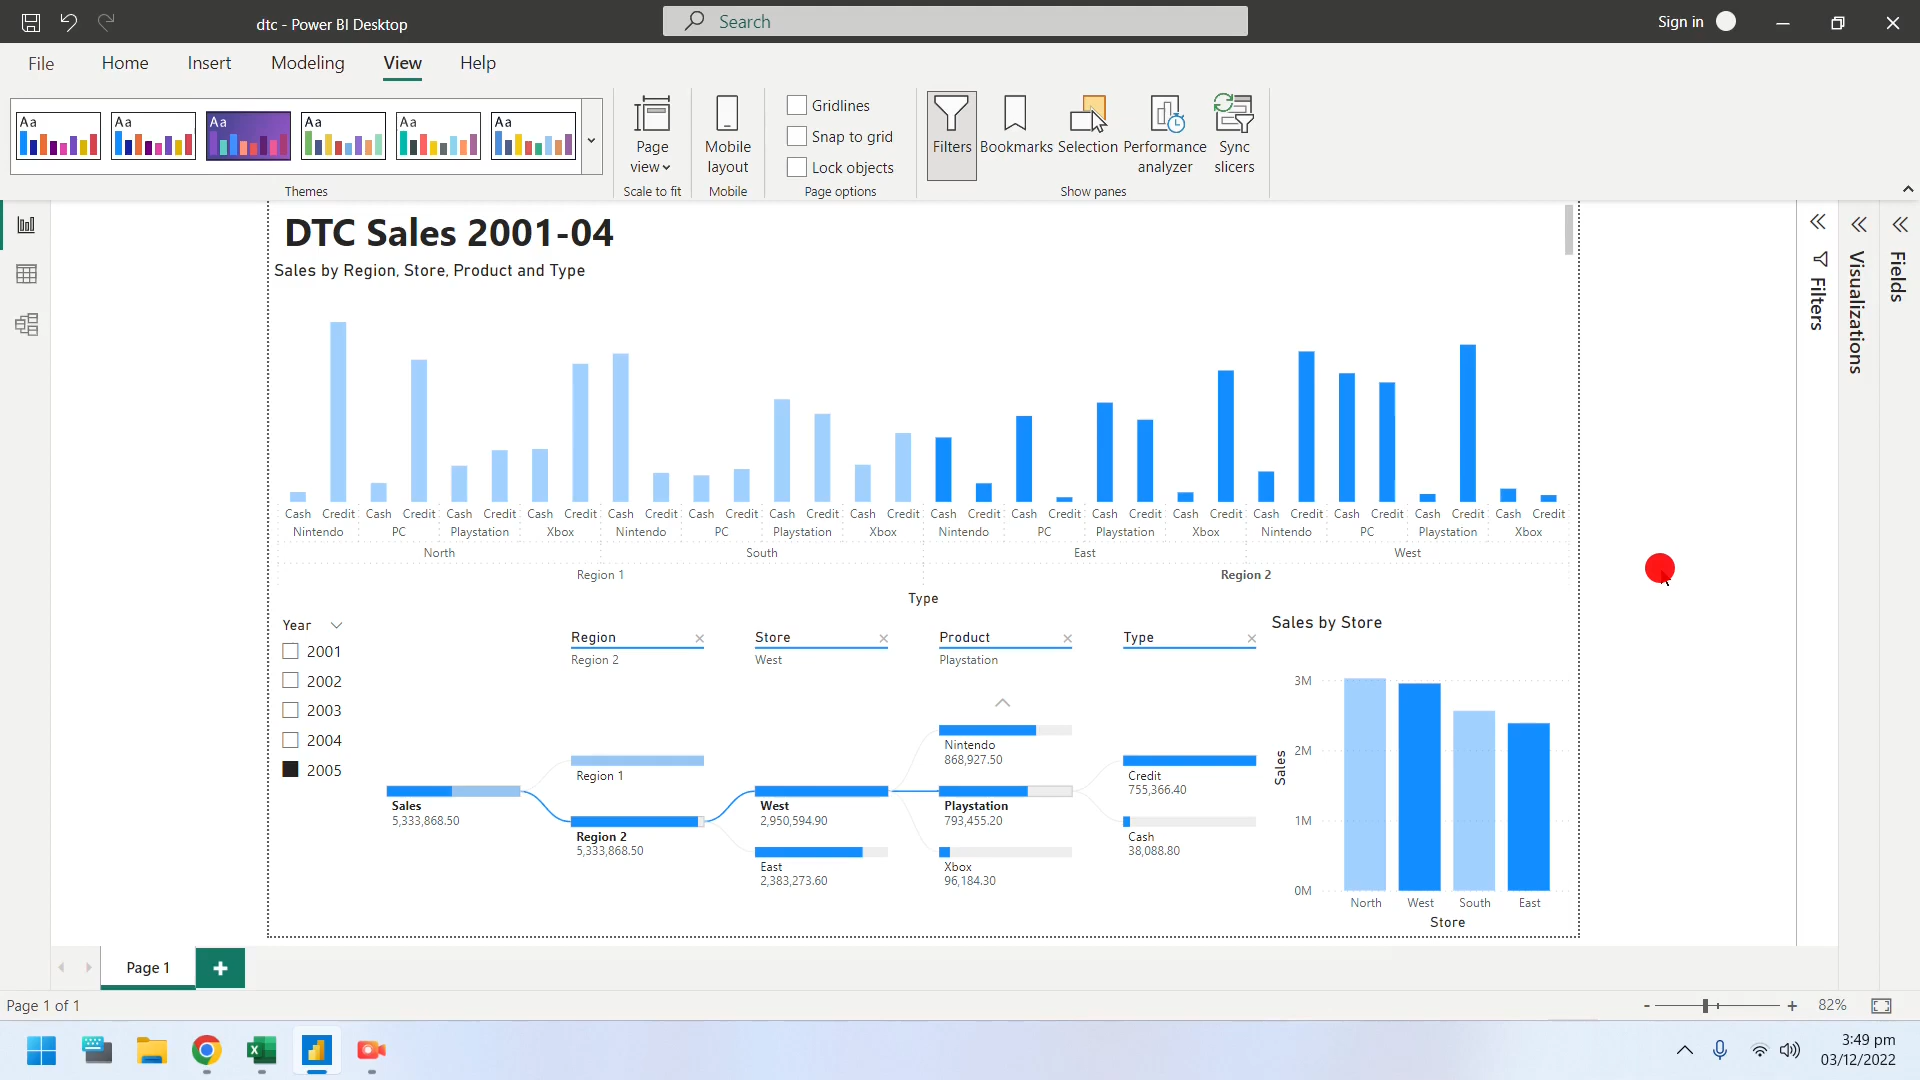 dtc - Power BI Desktop
Search
Sign in
File Home Insert Modeling View Help
Aa Aa Aa Aa Aa Aa
Themes
Page view
Scale to fit
Mobile layout
Mobile
Gridlines
Snap to grid
Lock objects
Page options
Filters
Bookmarks
Selection
Performance analyzer
Sync slicers
Show panes
DTC Sales 2001-04
Sales by Region, Store, Product and Type
Cash Credit Cash Credit Cash Credit Cash Credit Cash Credit Cash Credit Cash Credit Cash Credit Cash Credit Cash Credit Cash Credit Cash Credit Cash Credit Cash Credit Cash Credit Cash Credit
Nintendo PC Playstation Xbox Nintendo PC Playstation Xbox Nintendo PC Playstation Xbox Nintendo PC Playstation Xbox
North South East West
Region 1 Region 2
Type
Year
2001
2002
2003
2004
2005
Region
Region 2
Store
West
Product
Playstation
Type
Sales
5,333,868.50
Region 1
Region 2
5,333,868.50
West
2,950,594.90
East
2,383,273.60
Nintendo
868,927.50
Playstation
793,455.20
Xbox
96,184.30
Credit
755,366.40
Cash
38,088.80
Sales by Store
Sales
3M
2M
1M
0M
North West South East
Store
Filters
Visualizations
Fields
Page 1
Page 1 of 1
- + 82%
3:49 pm
03/12/2022